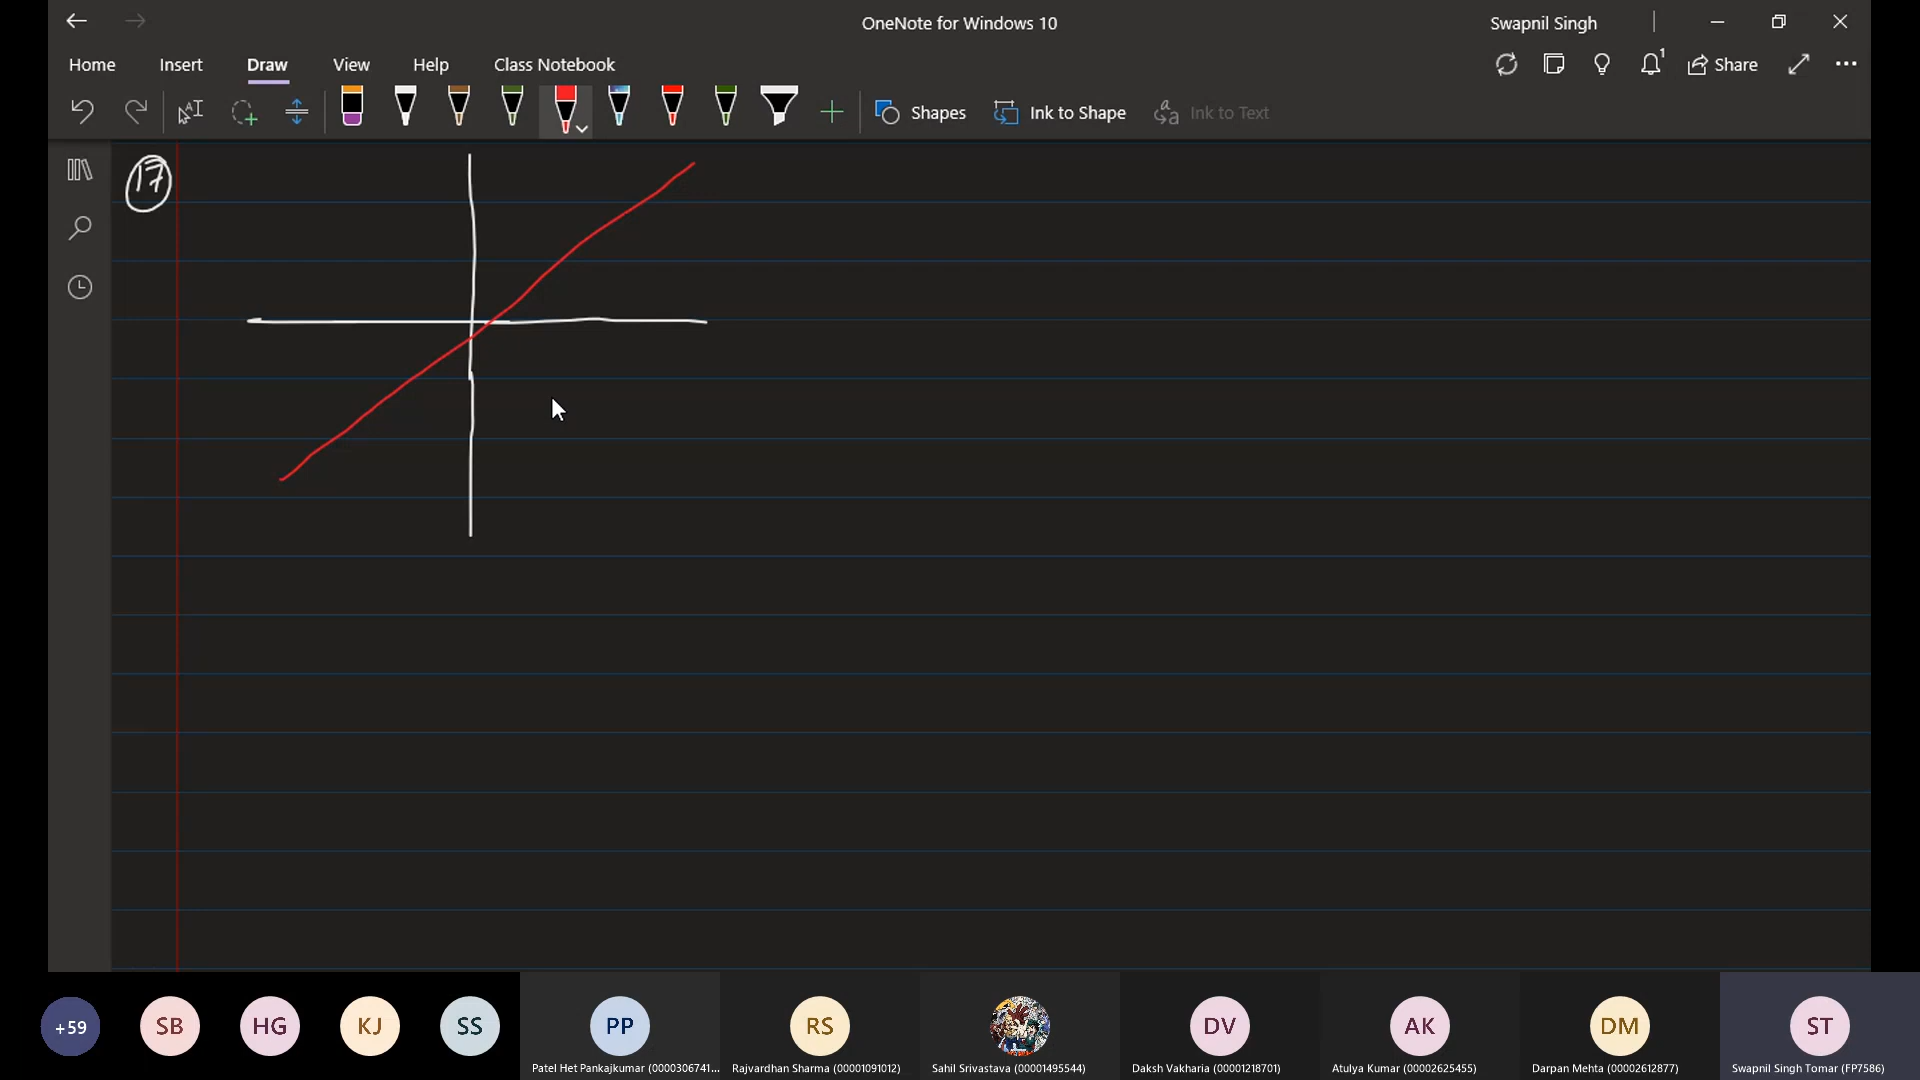 OneNote for Windows 10
Swapnil Singh
Home Insert Draw View Help Class Notebook
1
Share
Shapes Ink to Shape Ink to Text
17
+59 SB HG KJ SS PP RS DV AK DM ST
Patel Het Pankajkumar (0000306741... Rajvardhan Sharma (00001091012) Sahil Srivastava (00001495544) Daksh Vakharia (00001218701) Atulya Kumar (00002625455) Darpan Mehta (00002612877) Swapnil Singh Tomar (FP7586)